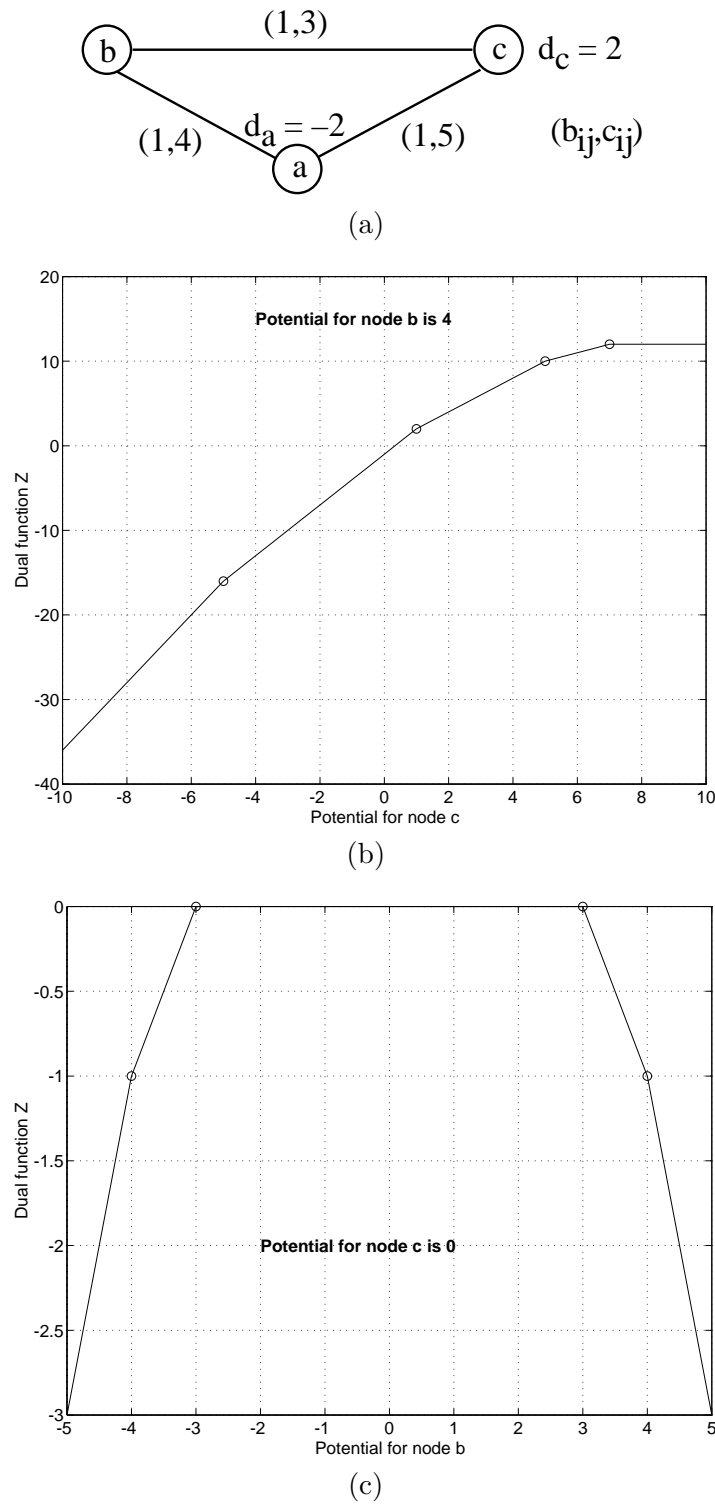 (1,3)
b
c
d_c = 2
d_a = –2
(1,4)
(1,5)
(b_ij,c_ij)
a
(a)
20
10
0
-10
-20
-30
-40
Dual function Z
Potential for node b is 4
-10 -8 -6 -4 -2 0 2 4 6 8 10
Potential for node c
(b)
0
-0.5
-1
-1.5
-2
-2.5
-3
Dual function Z
Potential for node c is 0
-5 -4 -3 -2 -1 0 1 2 3 4 5
Potential for node b
(c)